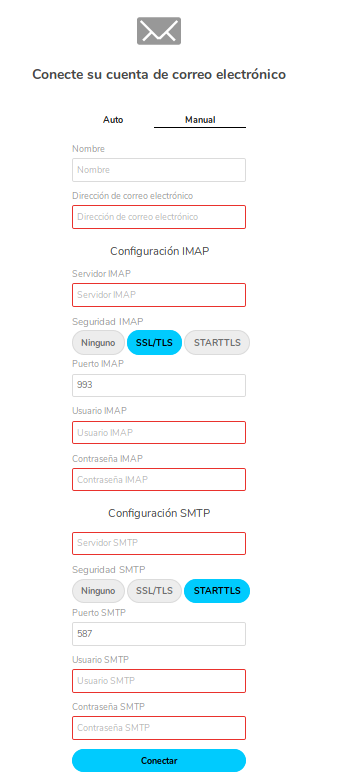 Conecte su cuenta de correo electrónico
Auto Manual
Nombre
Nombre
Dirección de correo electrónico
Dirección de correo electrónico
Configuración IMAP
Servidor IMAP
Servidor IMAP
Seguridad IMAP
Ninguno SSL/TLS STARTTLS
Puerto IMAP
993
Usuario IMAP
Usuario IMAP
Contraseña IMAP
Contraseña IMAP
Configuración SMTP
Servidor SMTP
Seguridad SMTP
Ninguno SSL/TLS STARTTLS
Puerto SMTP
587
Usuario SMTP
Usuario SMTP
Contraseña SMTP
Contraseña SMTP
Conectar